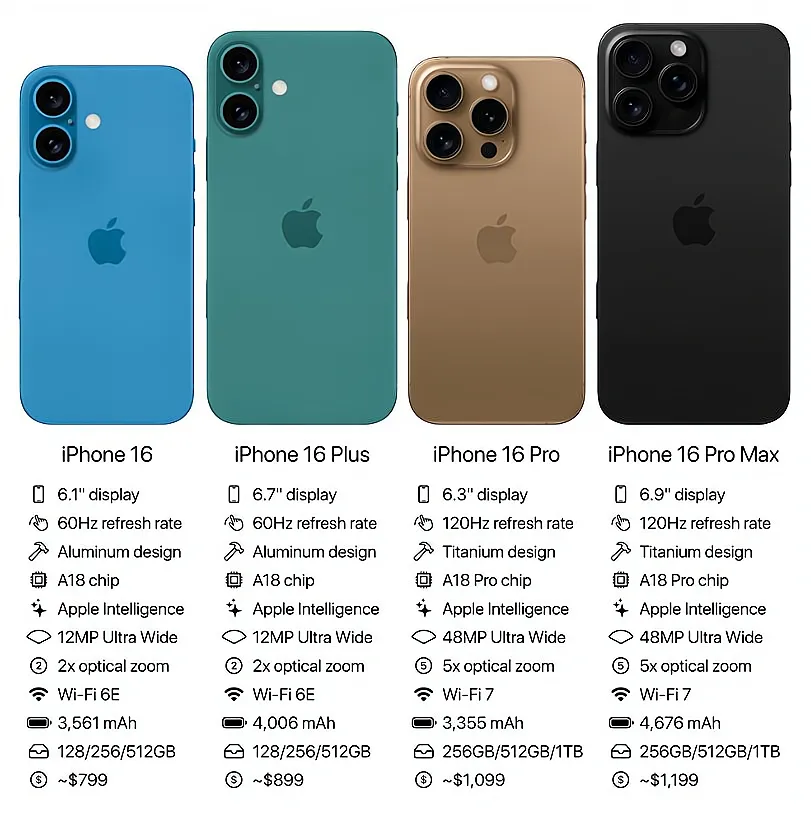 iPhone 16
6.1" display
60Hz refresh rate
Aluminum design
A18 chip
Apple Intelligence
12MP Ultra Wide
2 2x optical zoom
Wi-Fi 6E
3,561 mAh
128/256/512GB
$ ~$799
iPhone 16 Plus
6.7" display
60Hz refresh rate
Aluminum design
A18 chip
Apple Intelligence
12MP Ultra Wide
2 2x optical zoom
Wi-Fi 6E
4,006 mAh
128/256/512GB
$ ~$899
iPhone 16 Pro
6.3" display
120Hz refresh rate
Titanium design
A18 Pro chip
Apple Intelligence
48MP Ultra Wide
5 5x optical zoom
Wi-Fi 7
3,355 mAh
256GB/512GB/1TB
$ ~$1,099
iPhone 16 Pro Max
6.9" display
120Hz refresh rate
Titanium design
A18 Pro chip
Apple Intelligence
48MP Ultra Wide
5 5x optical zoom
Wi-Fi 7
4,676 mAh
256GB/512GB/1TB
$ ~$1,199